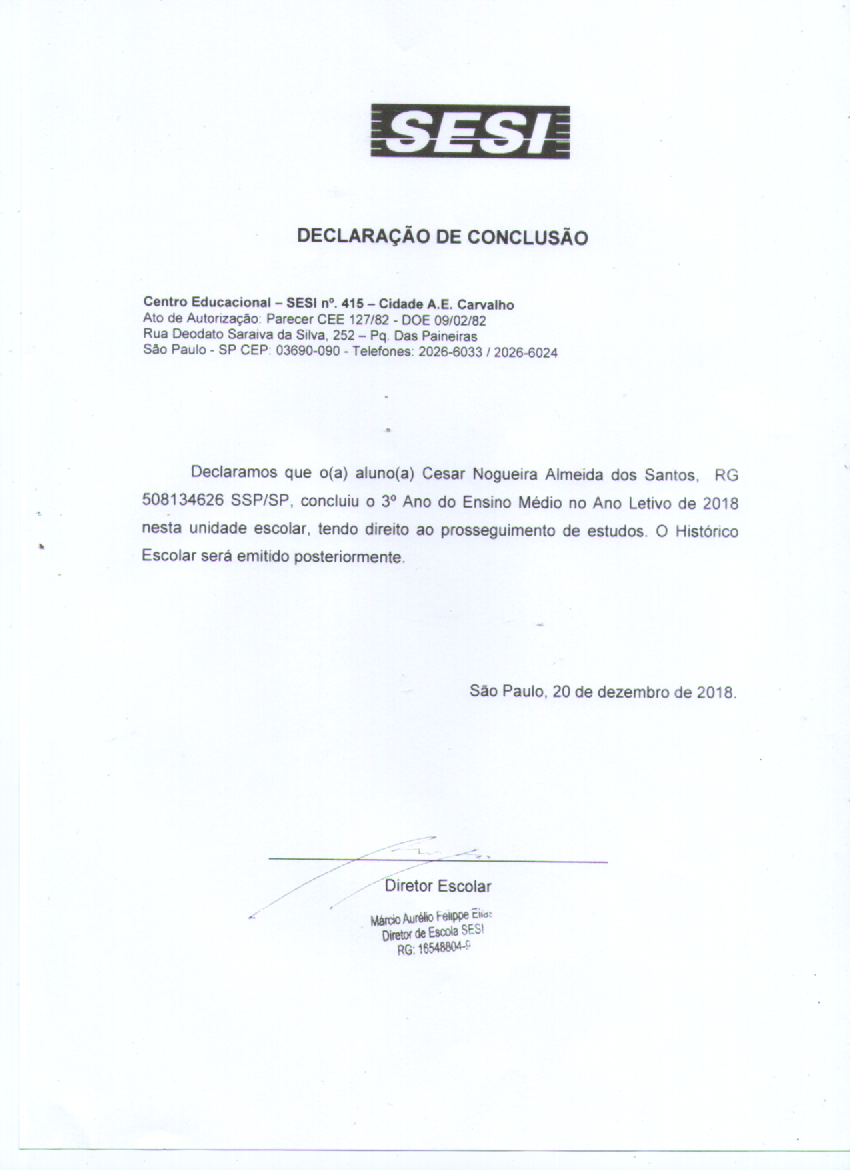 SESI
DECLARAÇÃO DE CONCLUSÃO
Centro Educacional – SESI nº. 415 – Cidade A.E. Carvalho
Ato de Autorização: Parecer CEE 127/82 - DOE 09/02/82
Rua Deodato Saraiva da Silva, 252 – Pq. Das Paineiras
São Paulo - SP CEP: 03690-090 - Telefones: 2026-6033 / 2026-6024
Declaramos que o(a) aluno(a) Cesar Nogueira Almeida dos Santos, RG
508134626 SSP/SP, concluiu o 3º Ano do Ensino Médio no Ano Letivo de 2018
nesta unidade escolar, tendo direito ao prosseguimento de estudos. O Histórico
Escolar será emitido posteriormente.
São Paulo, 20 de dezembro de 2018.
Diretor Escolar
Márcio Aurélio Felippe Elias
Diretor de Escola SESI
RG: